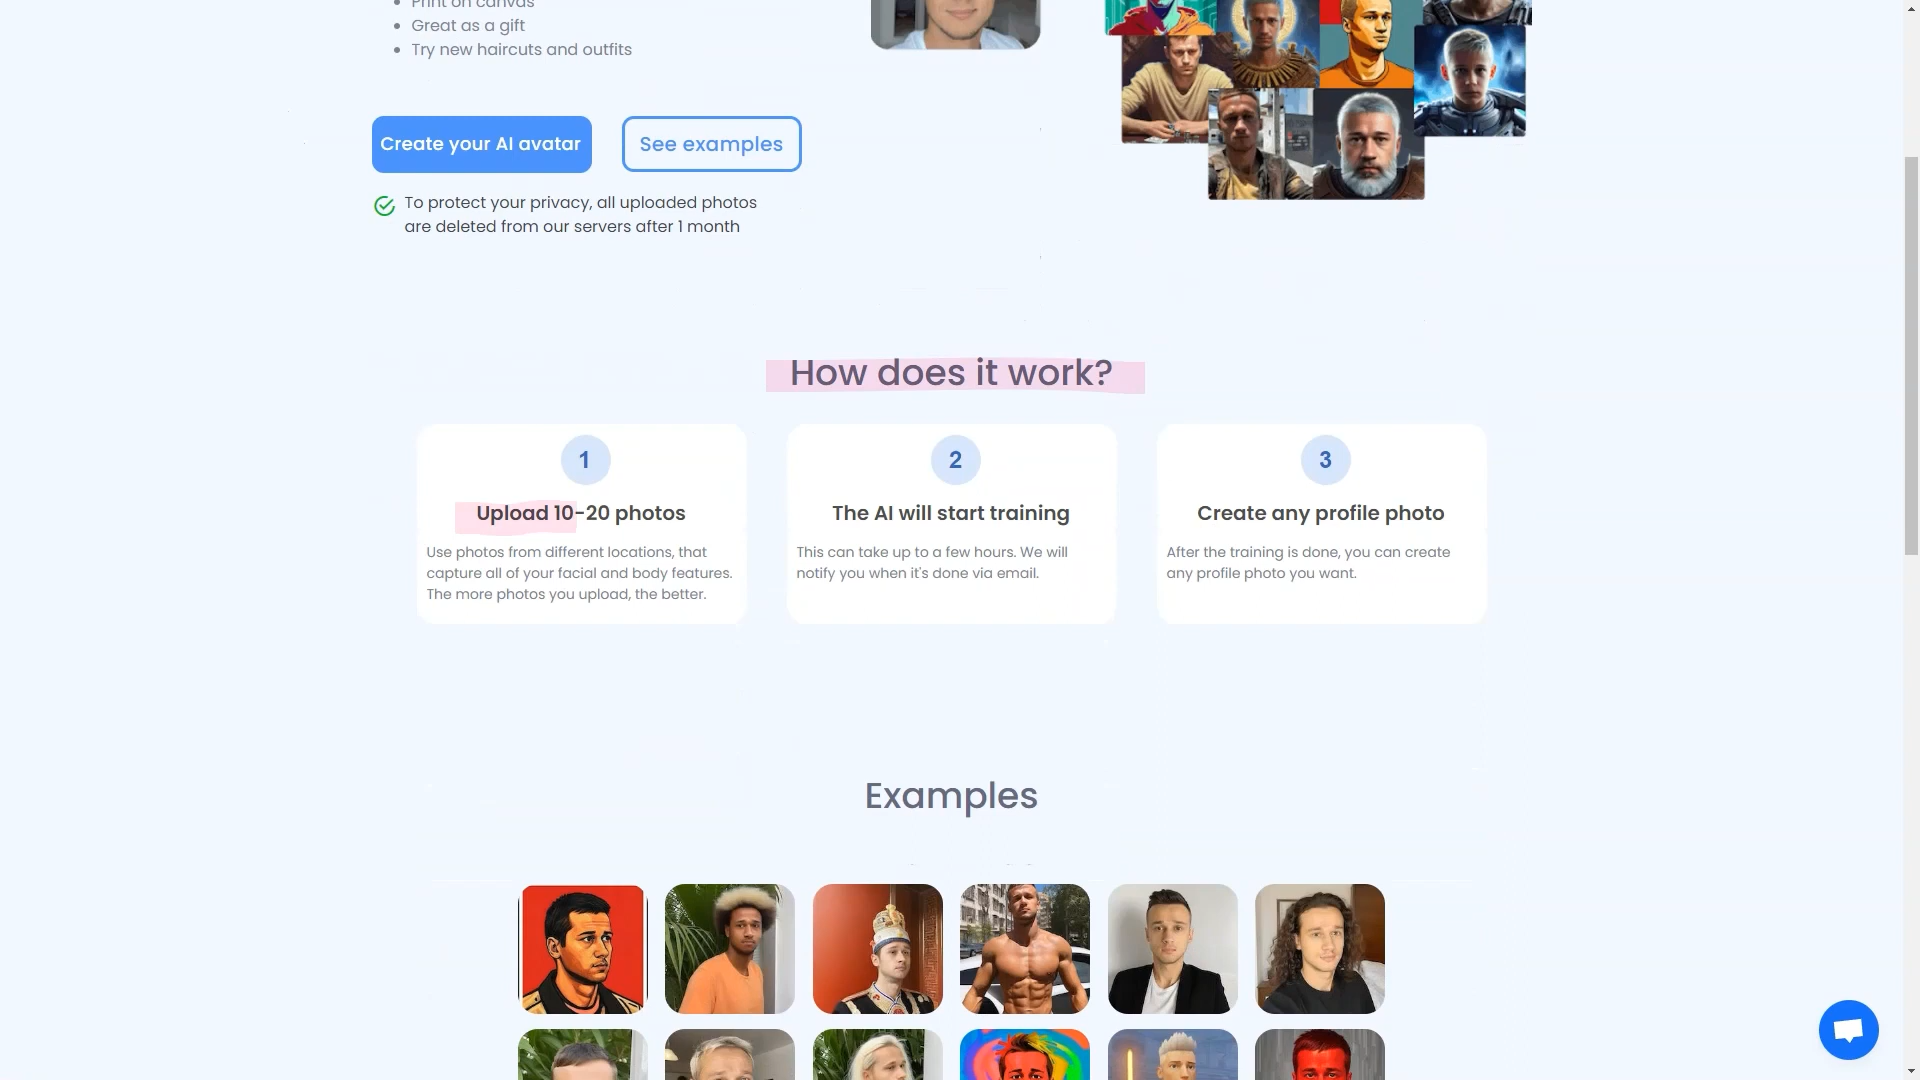 Print on canvas
Great as a gift
Try new haircuts and outfits
Create your AI avatar
See examples
To protect your privacy, all uploaded photos
are deleted from our servers after 1 month
How does it work?
1
Upload 10-20 photos
Use photos from different locations, that
capture all of your facial and body features.
The more photos you upload, the better.
2
The AI will start training
This can take up to a few hours. We will
notify you when it's done via email.
3
Create any profile photo
After the training is done, you can create
any profile photo you want.
Examples